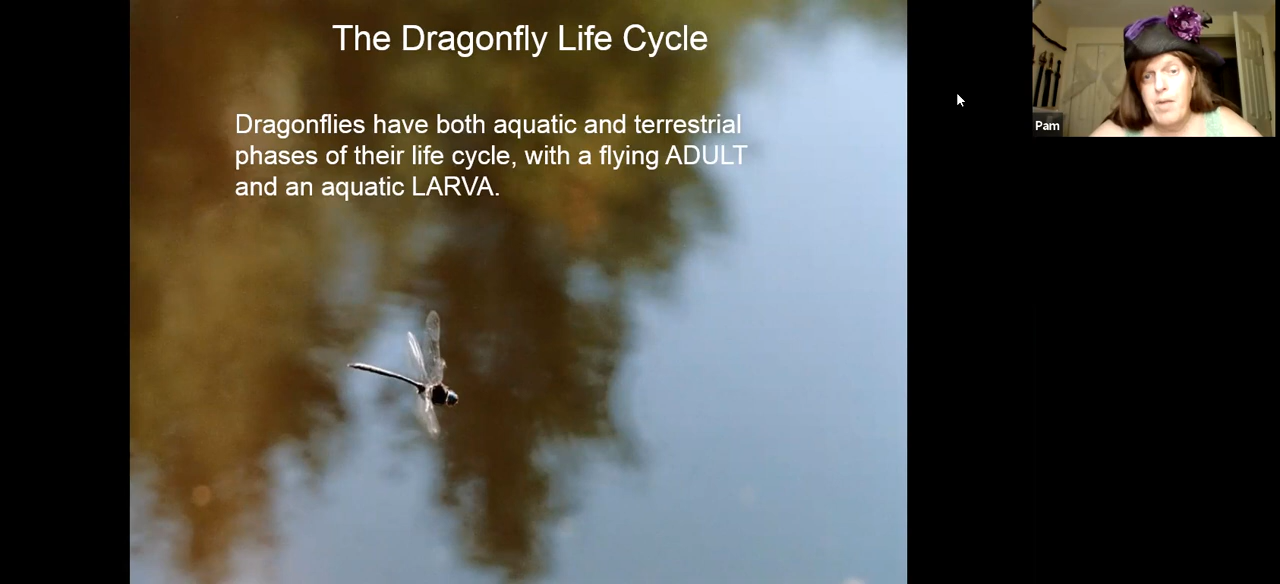 The Dragonfly Life Cycle
Dragonflies have both aquatic and terrestrial
phases of their life cycle, with a flying ADULT
and an aquatic LARVA.
Pam